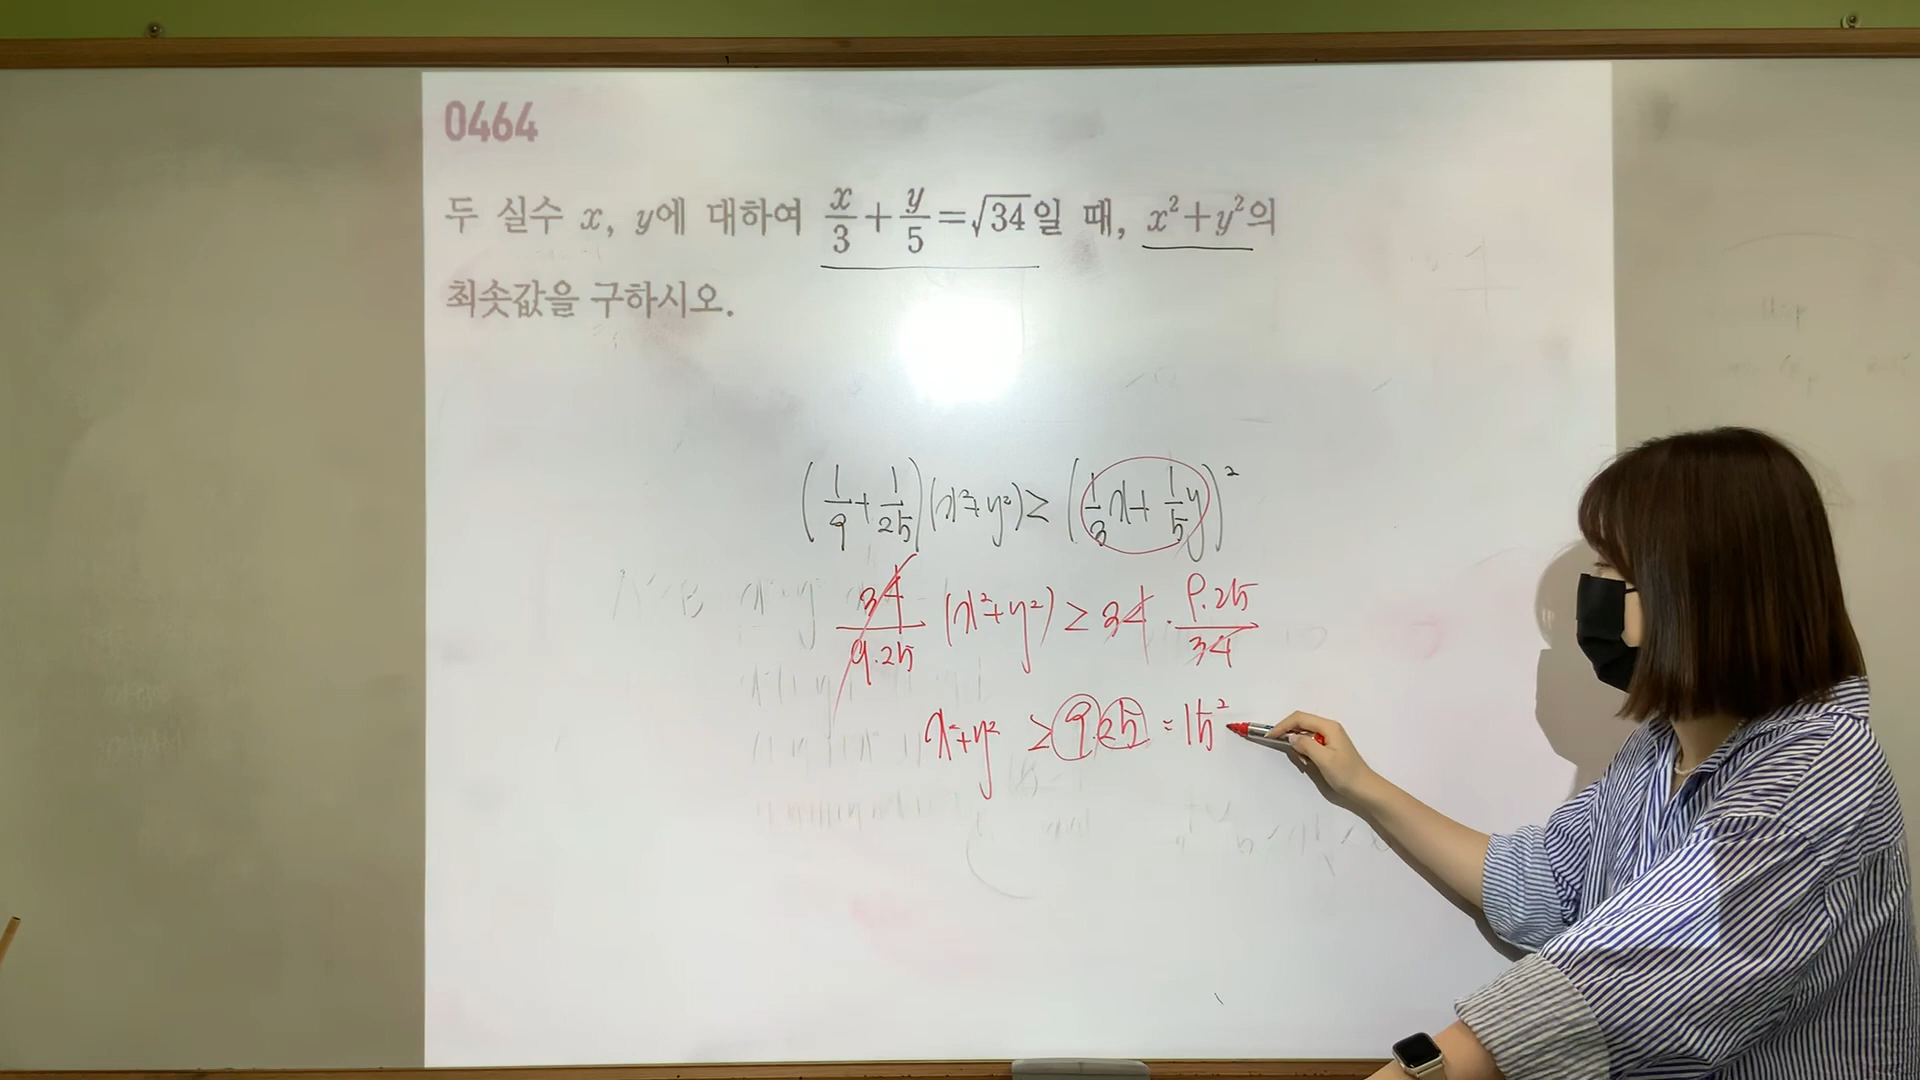 0464
두 실수 x, y에 대하여 x/3 + y/5 = √34일 때, x²+y²의
최솟값을 구하시오.
(1/9 + 1/25)(x²+y²) ≥ (1/3 x + 1/5 y)²
34/9·25 (x²+y²) ≥ 34 · 9·25/34
x²+y² ≥ 9·25 = 15²